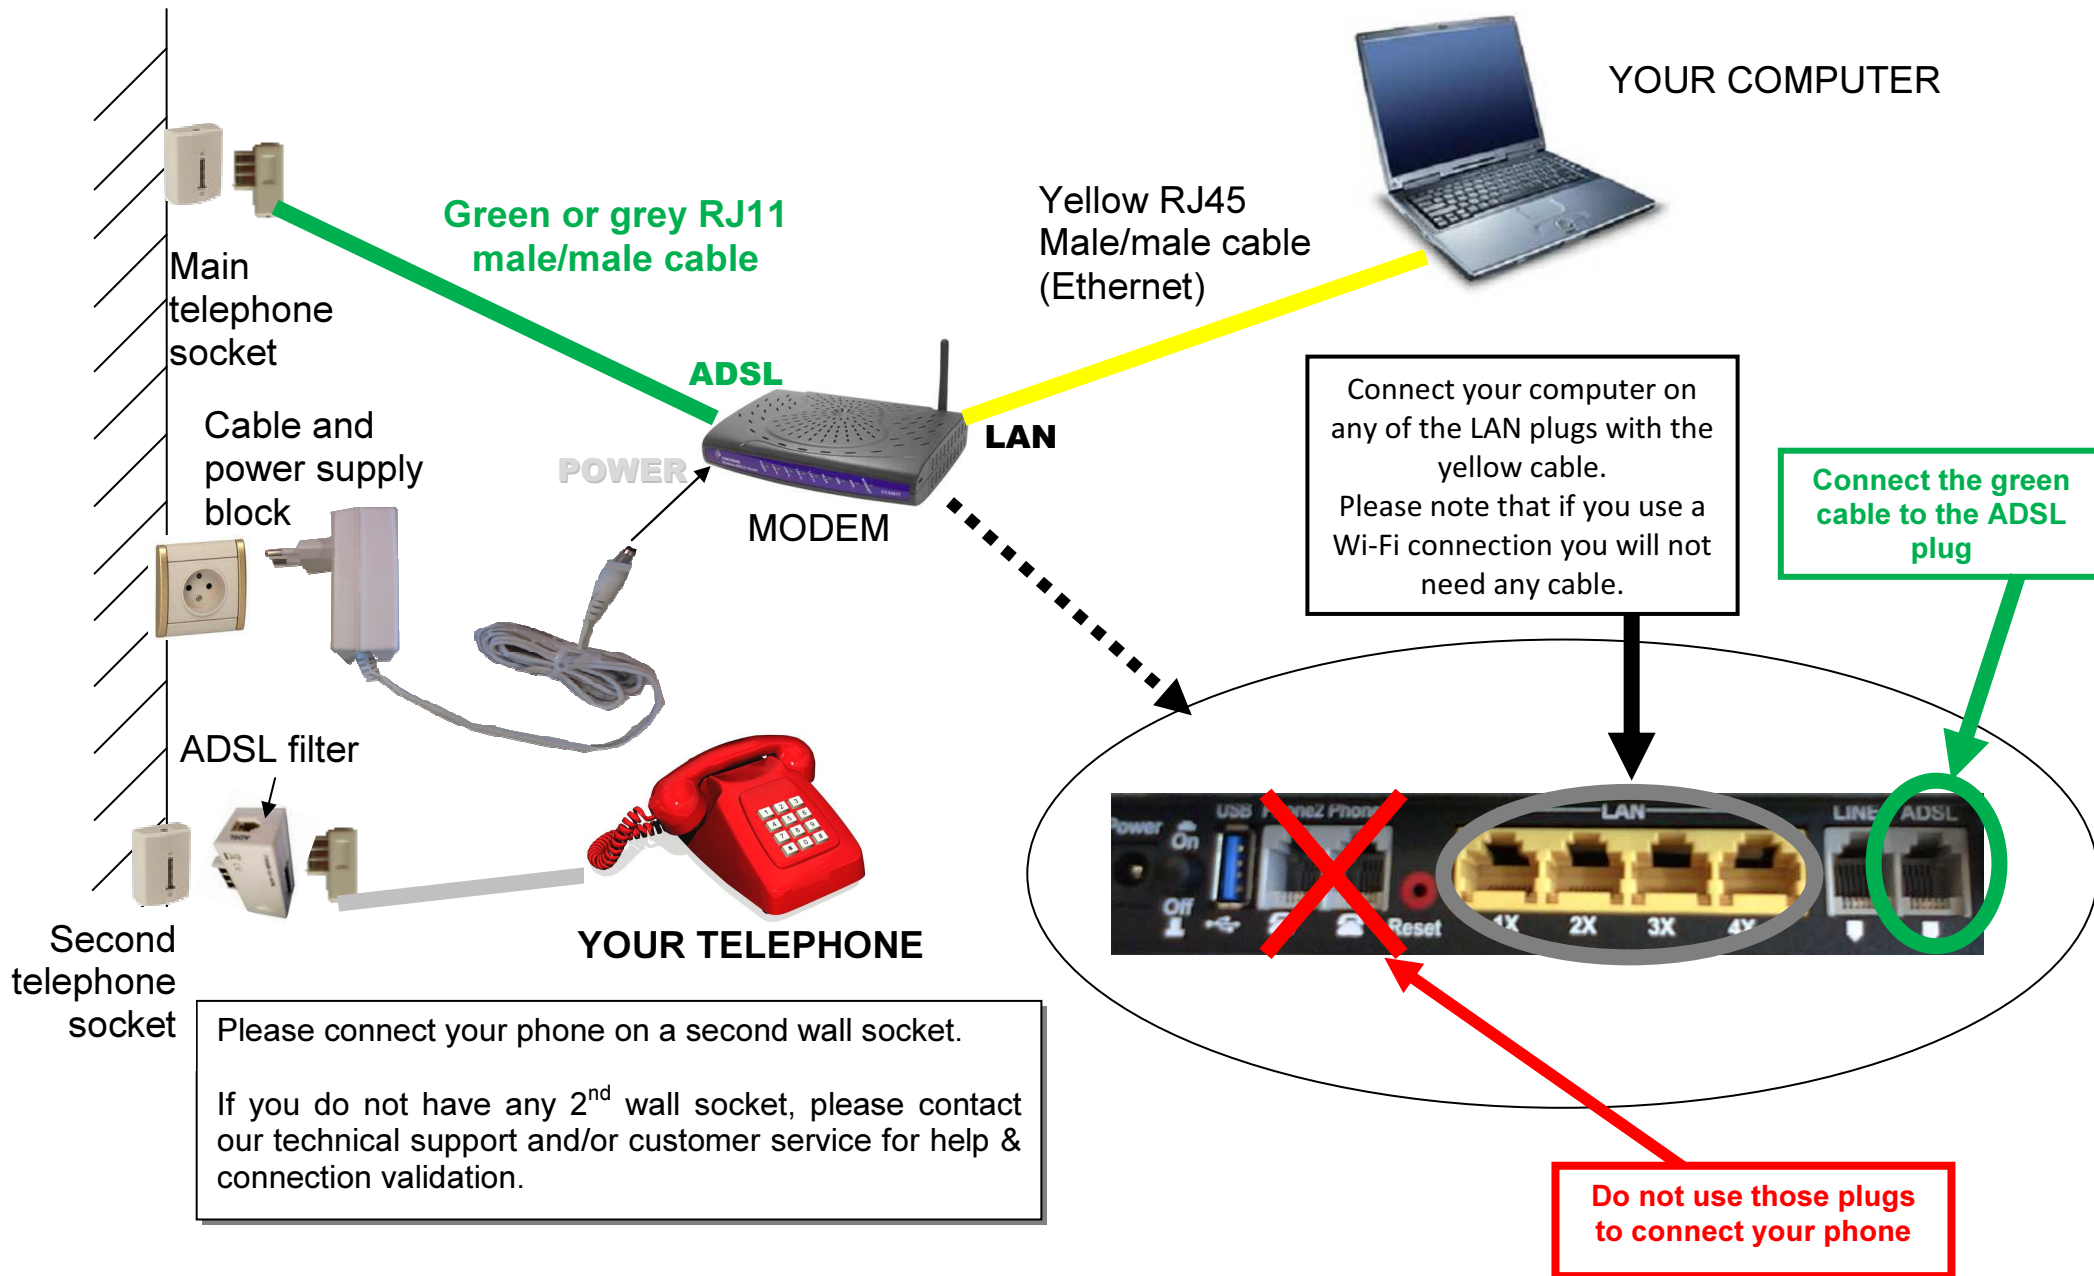 YOUR COMPUTER
Green or grey RJ11
male/male cable
Yellow RJ45
Male/male cable
(Ethernet)
Main
telephone
socket
ADSL
LAN
POWER
MODEM
Cable and
power supply
block
Connect your computer on
any of the LAN plugs with the
yellow cable.
Please note that if you use a
Wi-Fi connection you will not
need any cable.
Connect the green
cable to the ADSL
plug
ADSL filter
Second
telephone
socket
YOUR TELEPHONE
Power
On
Off
USB
Phone2 Phone
Reset
LAN
1X 2X 3X 4X
LINE ADSL
Please connect your phone on a second wall socket.
If you do not have any 2nd wall socket, please contact
our technical support and/or customer service for help &
connection validation.
Do not use those plugs
to connect your phone